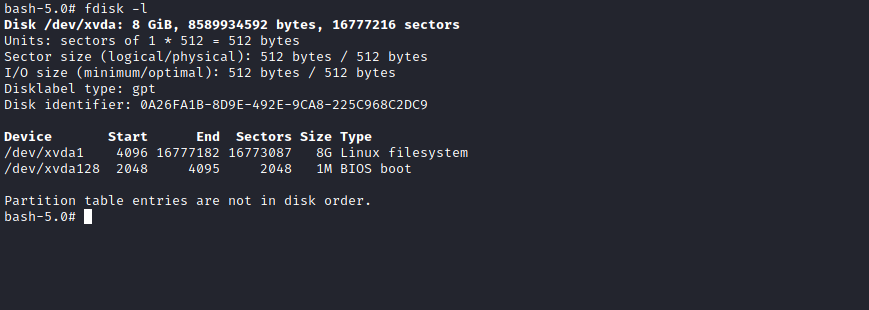 bash-5.0# fdisk -l
Disk /dev/xvda: 8 GiB, 8589934592 bytes, 16777216 sectors
Units: sectors of 1 * 512 = 512 bytes
Sector size (logical/physical): 512 bytes / 512 bytes
I/O size (minimum/optimal): 512 bytes / 512 bytes
Disklabel type: gpt
Disk identifier: 0A26FA1B-8D9E-492E-9CA8-225C968C2DC9
Device Start End Sectors Size Type
/dev/xvda1 4096 16777182 16773087 8G Linux filesystem
/dev/xvda128 2048 4095 2048 1M BIOS boot
Partition table entries are not in disk order.
bash-5.0#